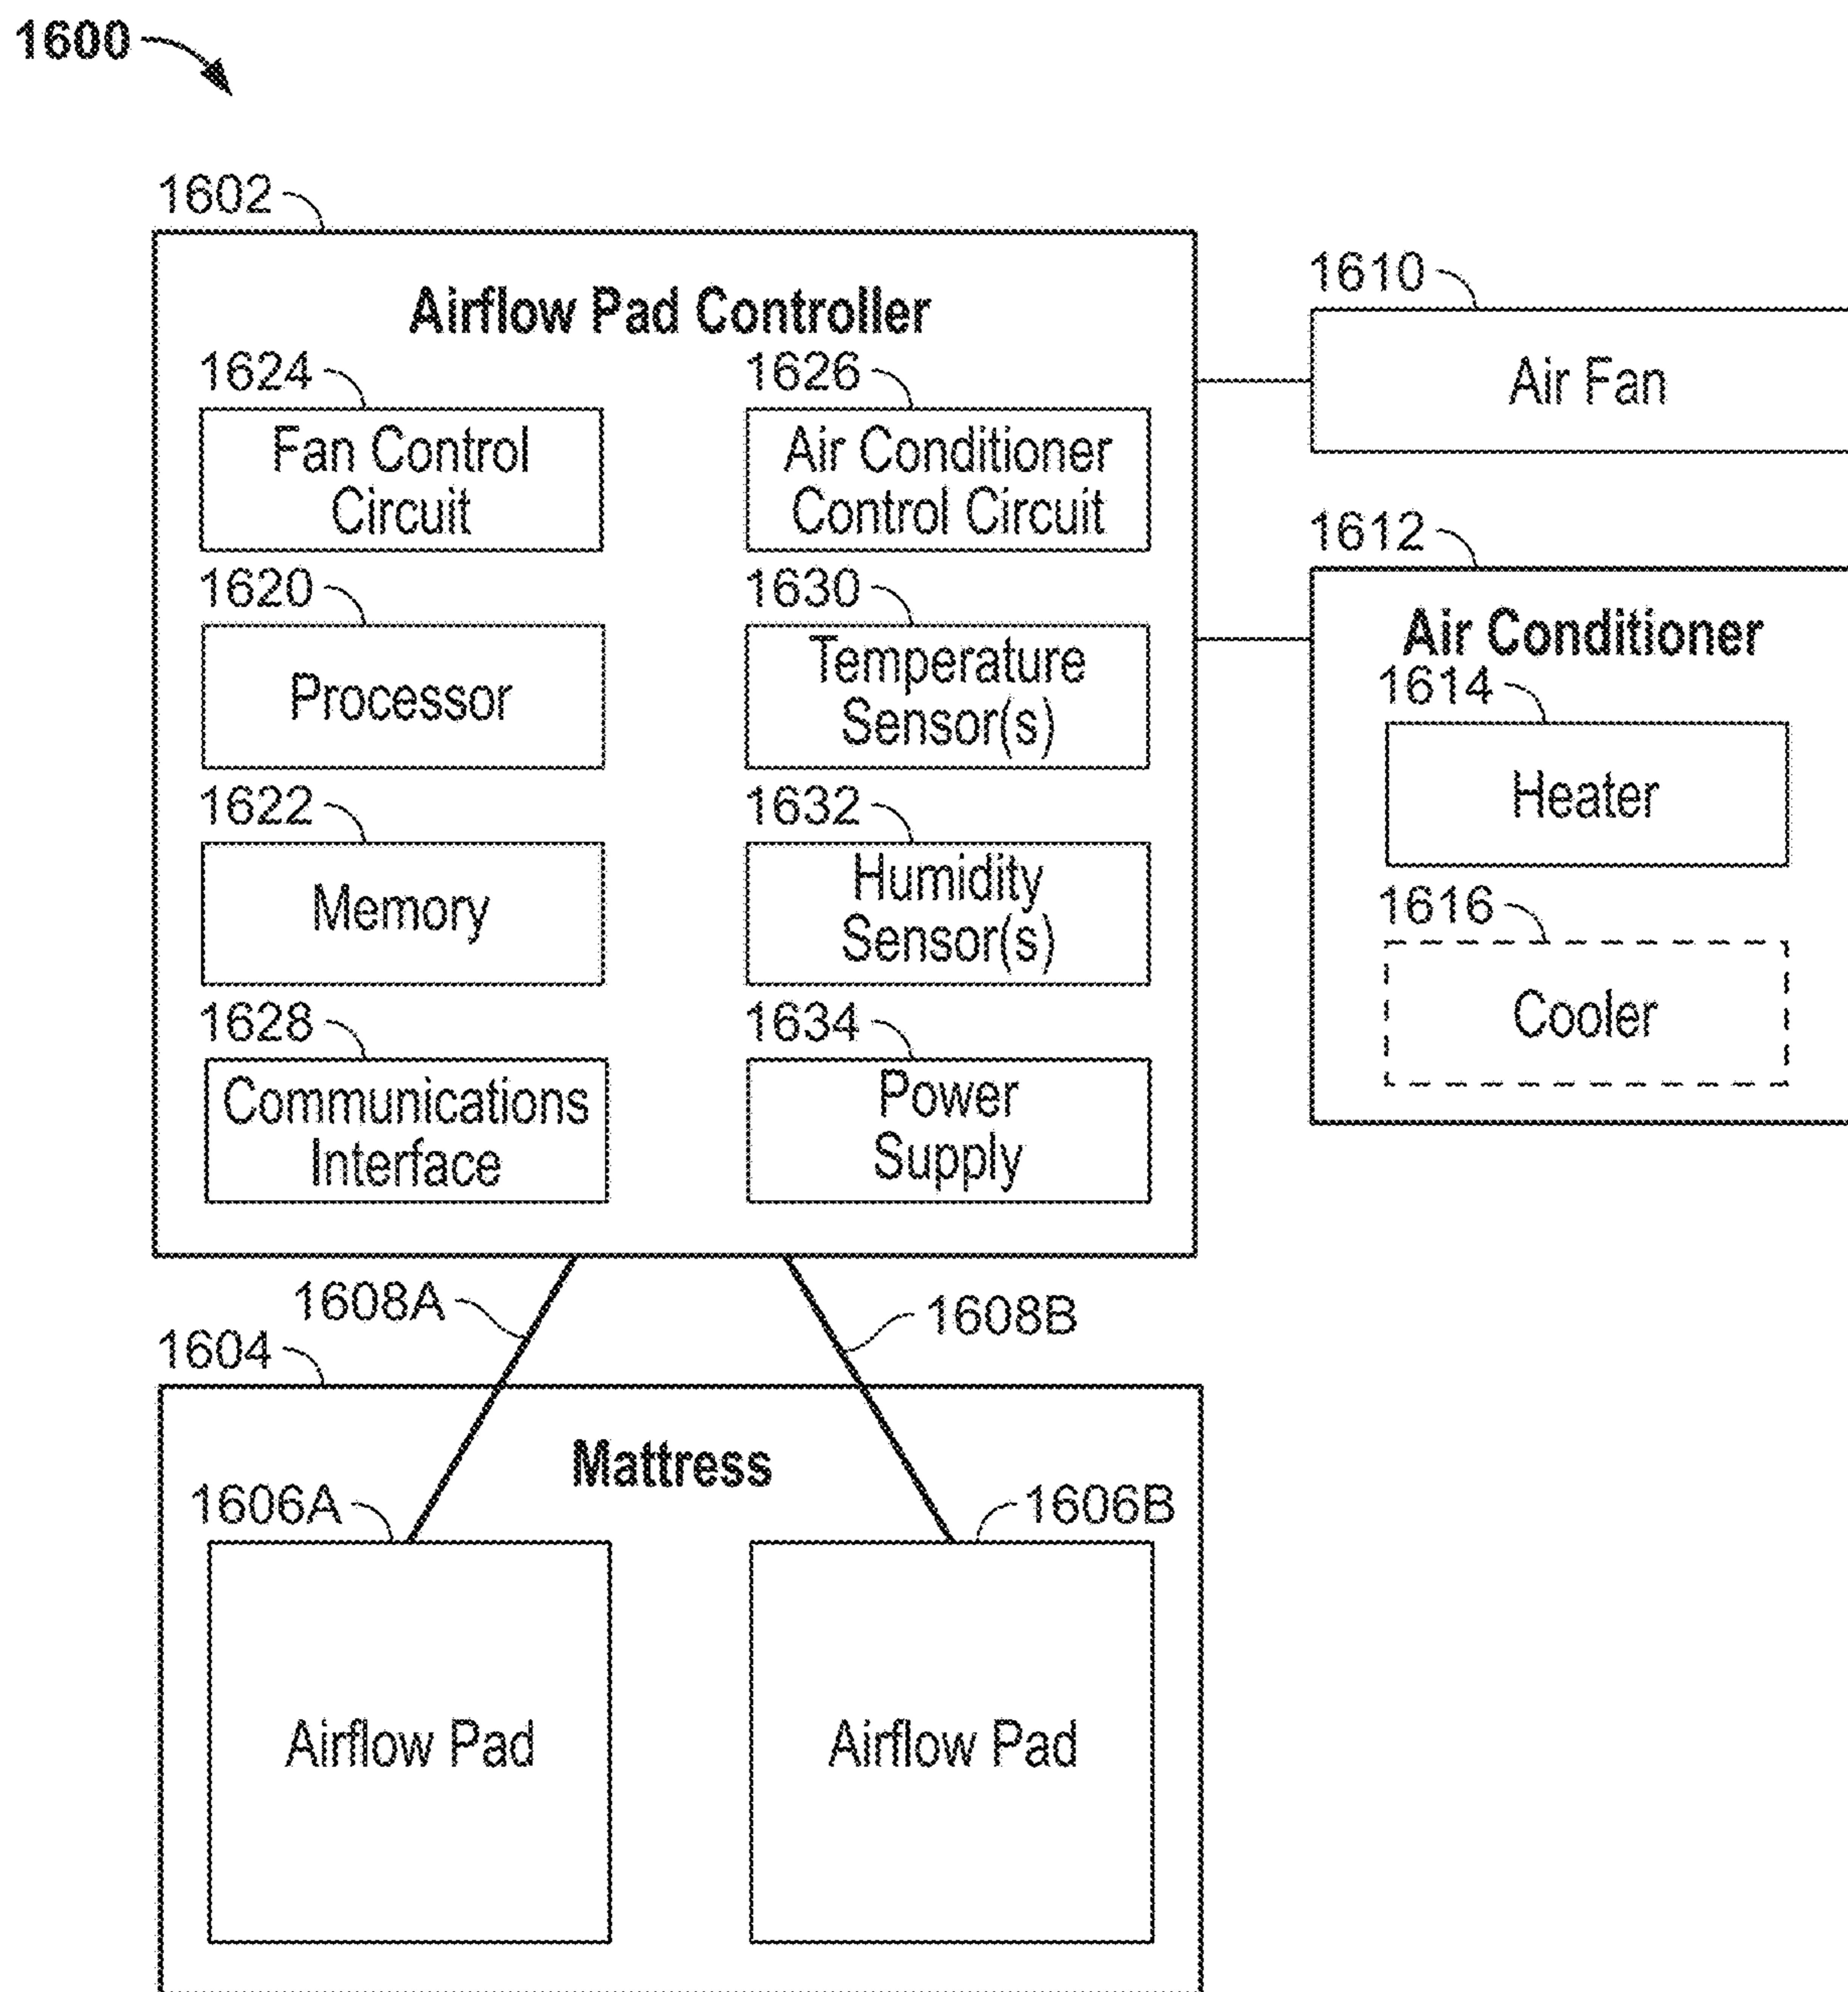 1600
1602
Airflow Pad Controller
1624
Fan Control
Circuit
1626
Air Conditioner
Control Circuit
1620
Processor
1630
Temperature
Sensor(s)
1622
Memory
1632
Humidity
Sensor(s)
1628
Communications
Interface
1634
Power
Supply
1610
Air Fan
1612
Air Conditioner
1614
Heater
1616
Cooler
1608A
1608B
1604
Mattress
1606A
1606B
Airflow Pad
Airflow Pad